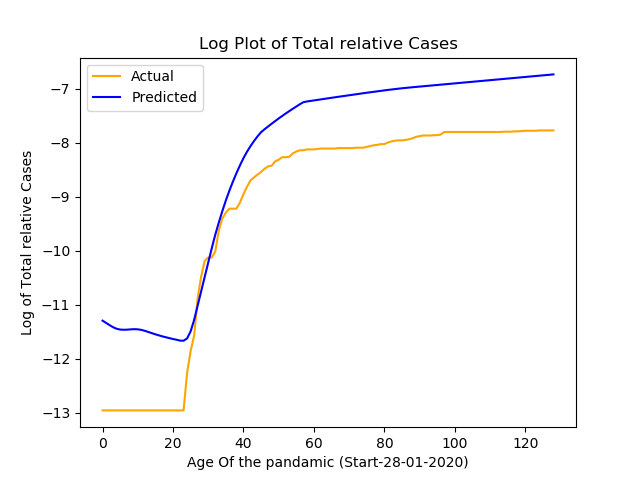 Log Plot of Total relative Cases
Actual
Predicted
Log of Total relative Cases
−7
−8
−9
−10
−11
−12
−13
0 20 40 60 80 100 120
Age Of the pandamic (Start-28-01-2020)